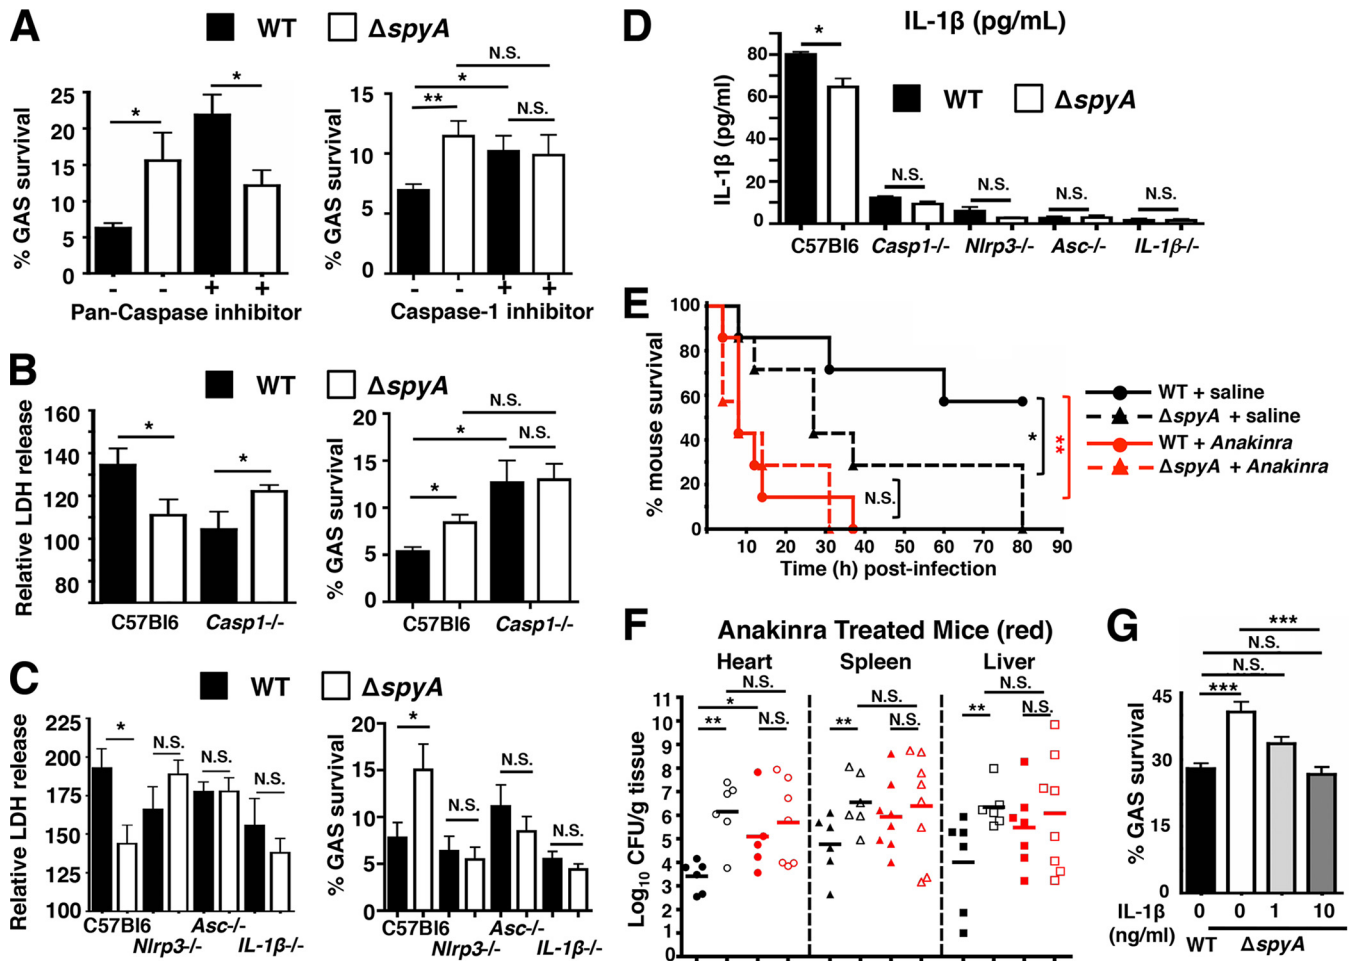 A
WT ΔspyA
% GAS survival
25
20
15
10
5
0
*
*
- - + +
Pan-Caspase inhibitor
% GAS survival
15
10
5
0
N.S.
*
**
N.S.
- - + +
Caspase-1 inhibitor
B
WT ΔspyA
Relative LDH release
160
140
120
100
80
*
*
C57Bl6 Casp1-/-
% GAS survival
20
15
10
5
0
N.S.
*
N.S.
*
C57Bl6 Casp1-/-
C
WT ΔspyA
Relative LDH release
225
200
175
150
125
100
* N.S. N.S. N.S.
C57Bl6 Asc-/-
Nlrp3-/- IL-1β-/-
% GAS survival
20
15
10
5
0
* N.S. N.S. N.S.
C57Bl6 Asc-/-
Nlrp3-/- IL-1β-/-
D
IL-1β (pg/mL)
WT ΔspyA
IL-1β (pg/ml)
80
60
40
20
0
* N.S. N.S. N.S. N.S.
C57Bl6 Casp1-/- Nlrp3-/- Asc-/- IL-1β-/-
E
% mouse survival
100
80
60
40
20
0
10 20 30 40 50 60 70 80 90
Time (h) post-infection
N.S.
*
**
WT + saline
ΔspyA + saline
WT + Anakinra
ΔspyA + Anakinra
F
Anakinra Treated Mice (red)
Heart Spleen Liver
Log10 CFU/g tissue
11
10
9
8
7
6
5
4
3
2
1
0
N.S. N.S. N.S.
*
** N.S. ** N.S. ** N.S.
G
% GAS survival
45
30
15
0
***
N.S.
N.S.
***
IL-1β 0 0 1 10
(ng/ml)
WT ΔspyA